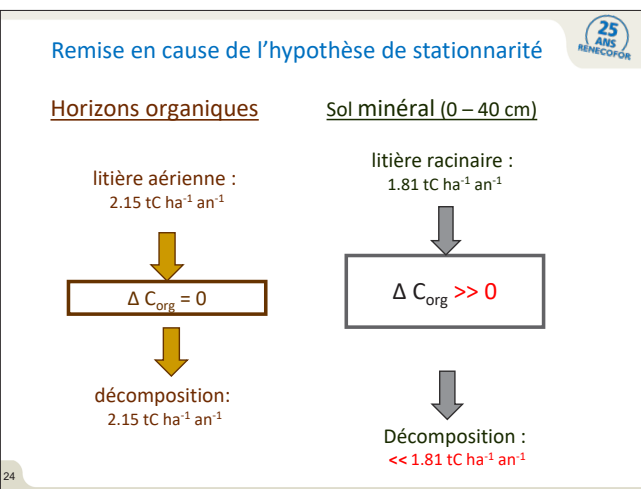 Remise en cause de l’hypothèse de stationnarité
25
ANS
RENECOFOR
Horizons organiques
litière aérienne :
2.15 tC ha⁻¹ an⁻¹
Δ C_org = 0
décomposition:
2.15 tC ha⁻¹ an⁻¹
Sol minéral (0 – 40 cm)
litière racinaire :
1.81 tC ha⁻¹ an⁻¹
Δ C_org >> 0
Décomposition :
<< 1.81 tC ha⁻¹ an⁻¹
24